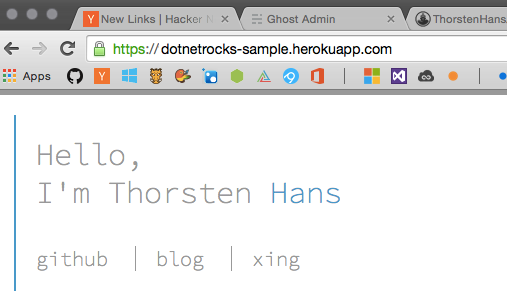 New Links | Hacker N
Ghost Admin
ThorstenHans
https://dotnetrocks-sample.herokuapp.com
Apps
Hello,
I'm Thorsten Hans
github | blog | xing